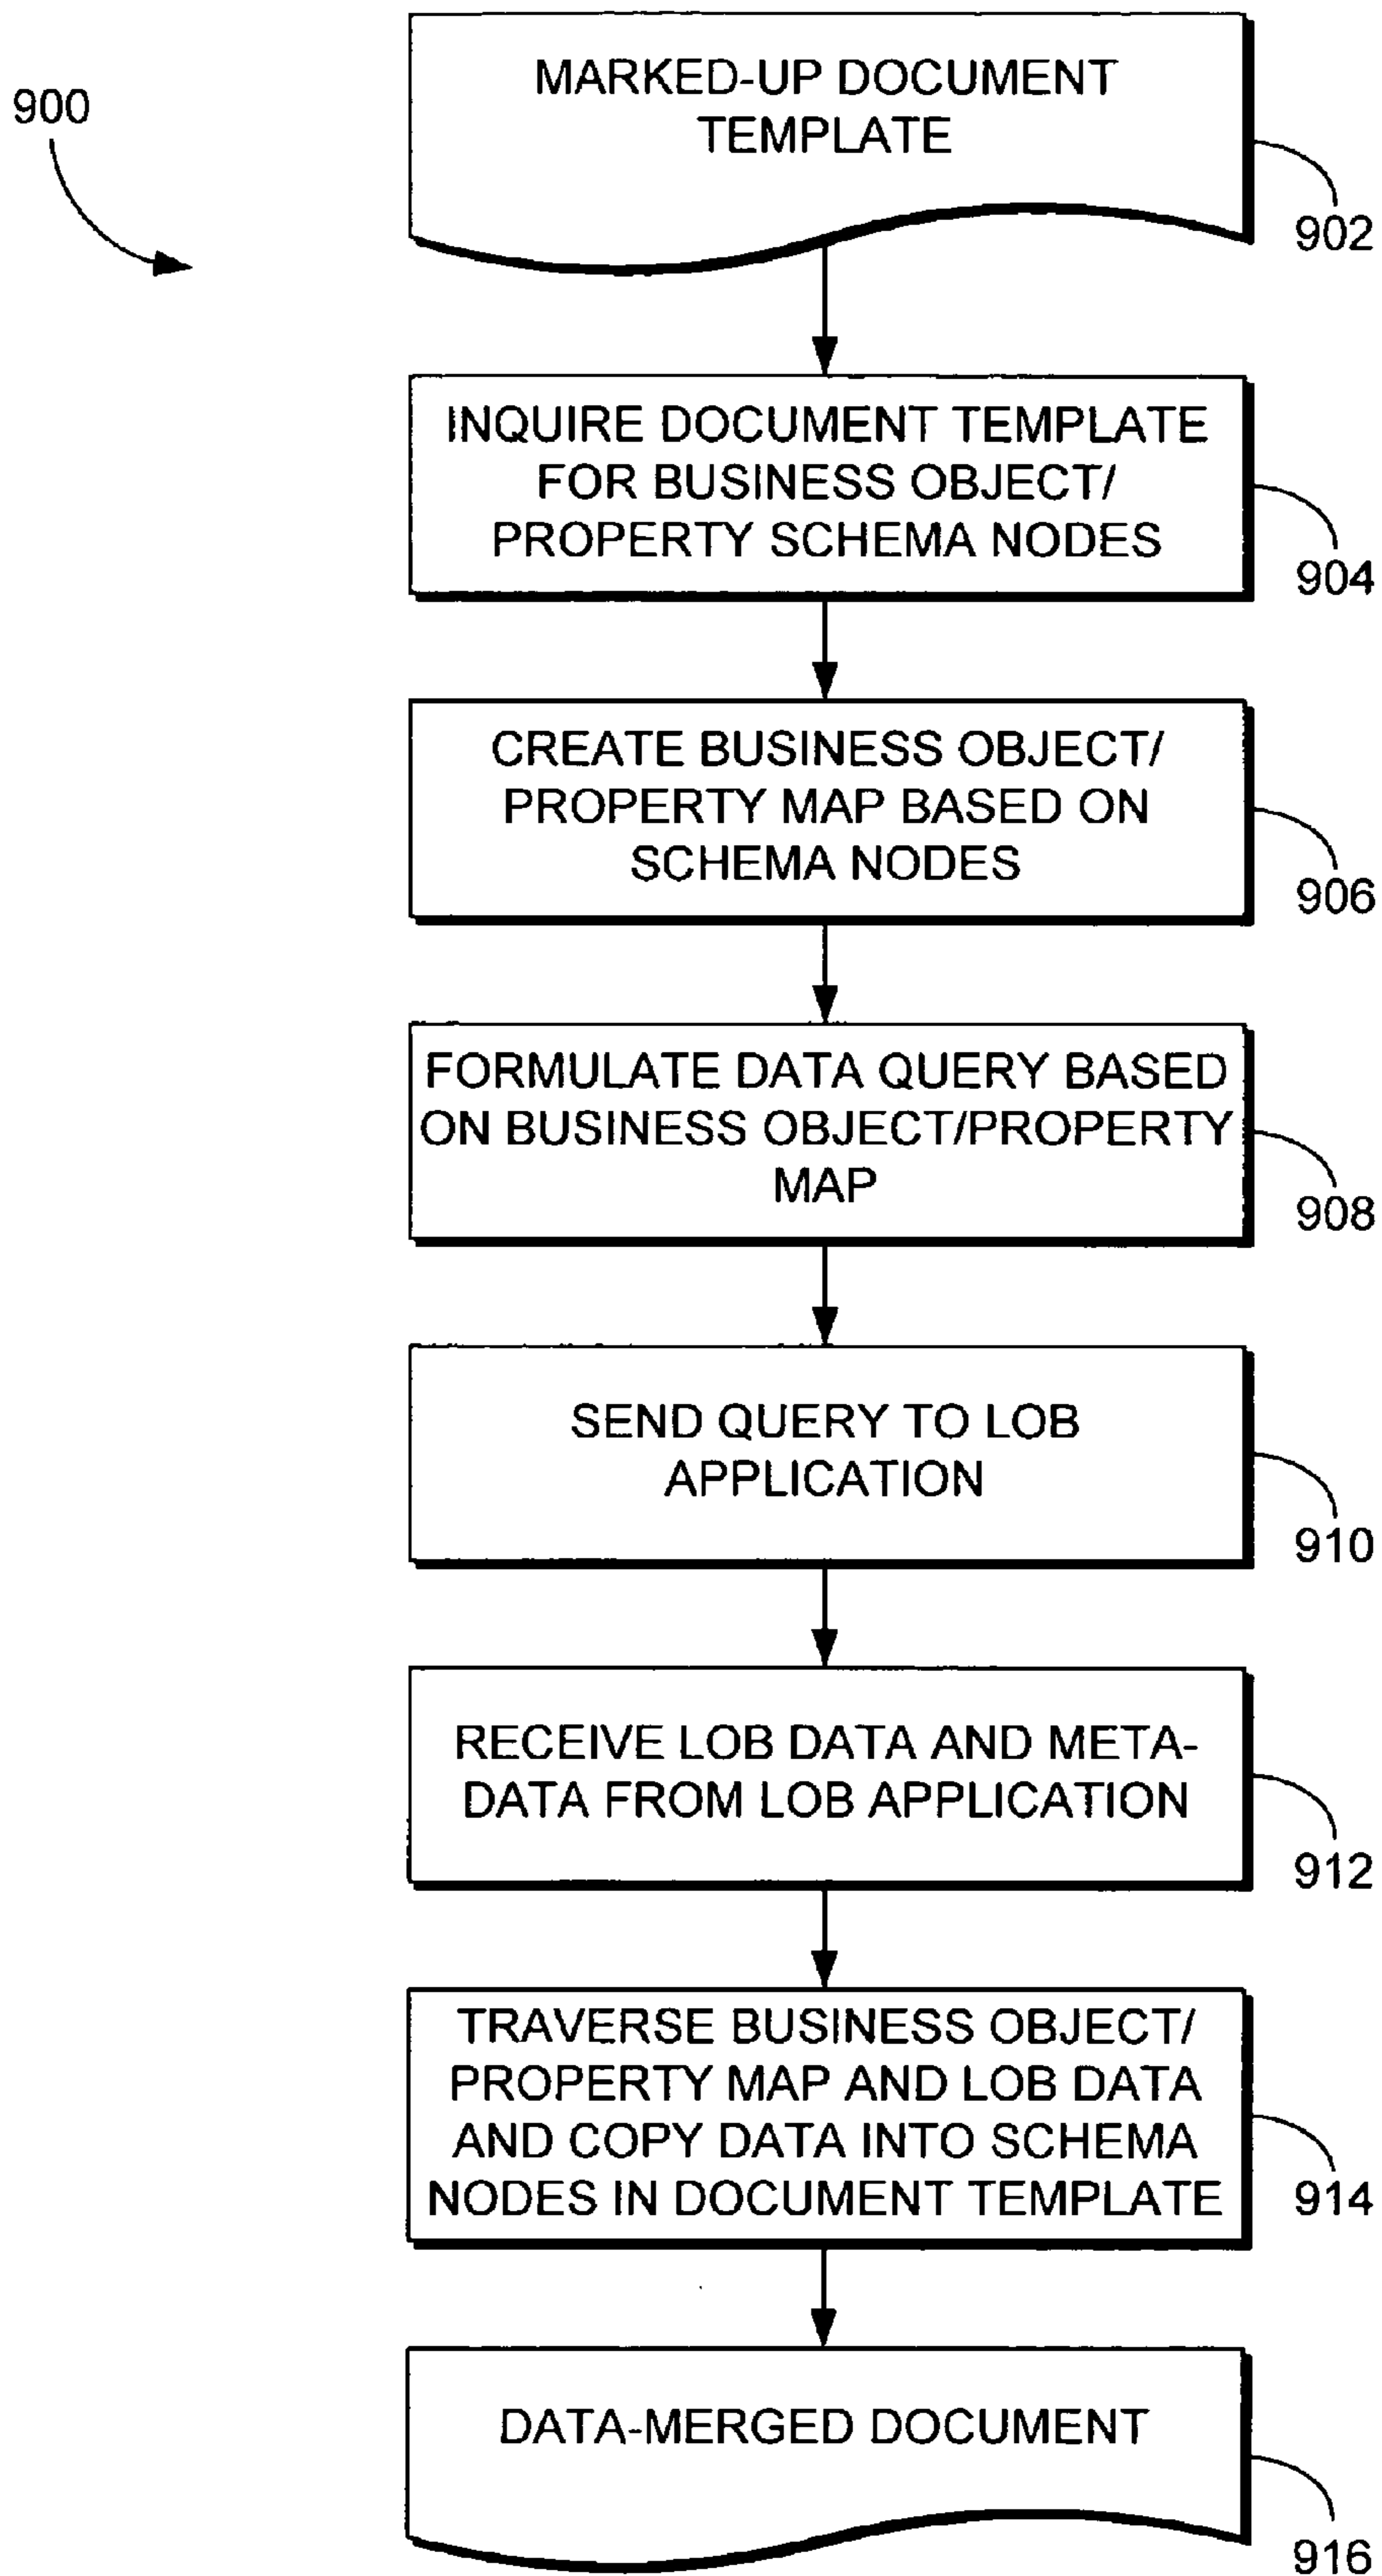 900
MARKED-UP DOCUMENT
TEMPLATE
902
INQUIRE DOCUMENT TEMPLATE
FOR BUSINESS OBJECT/
PROPERTY SCHEMA NODES
904
CREATE BUSINESS OBJECT/
PROPERTY MAP BASED ON
SCHEMA NODES
906
FORMULATE DATA QUERY BASED
ON BUSINESS OBJECT/PROPERTY
MAP
908
SEND QUERY TO LOB
APPLICATION
910
RECEIVE LOB DATA AND META-
DATA FROM LOB APPLICATION
912
TRAVERSE BUSINESS OBJECT/
PROPERTY MAP AND LOB DATA
AND COPY DATA INTO SCHEMA
NODES IN DOCUMENT TEMPLATE
914
DATA-MERGED DOCUMENT
916